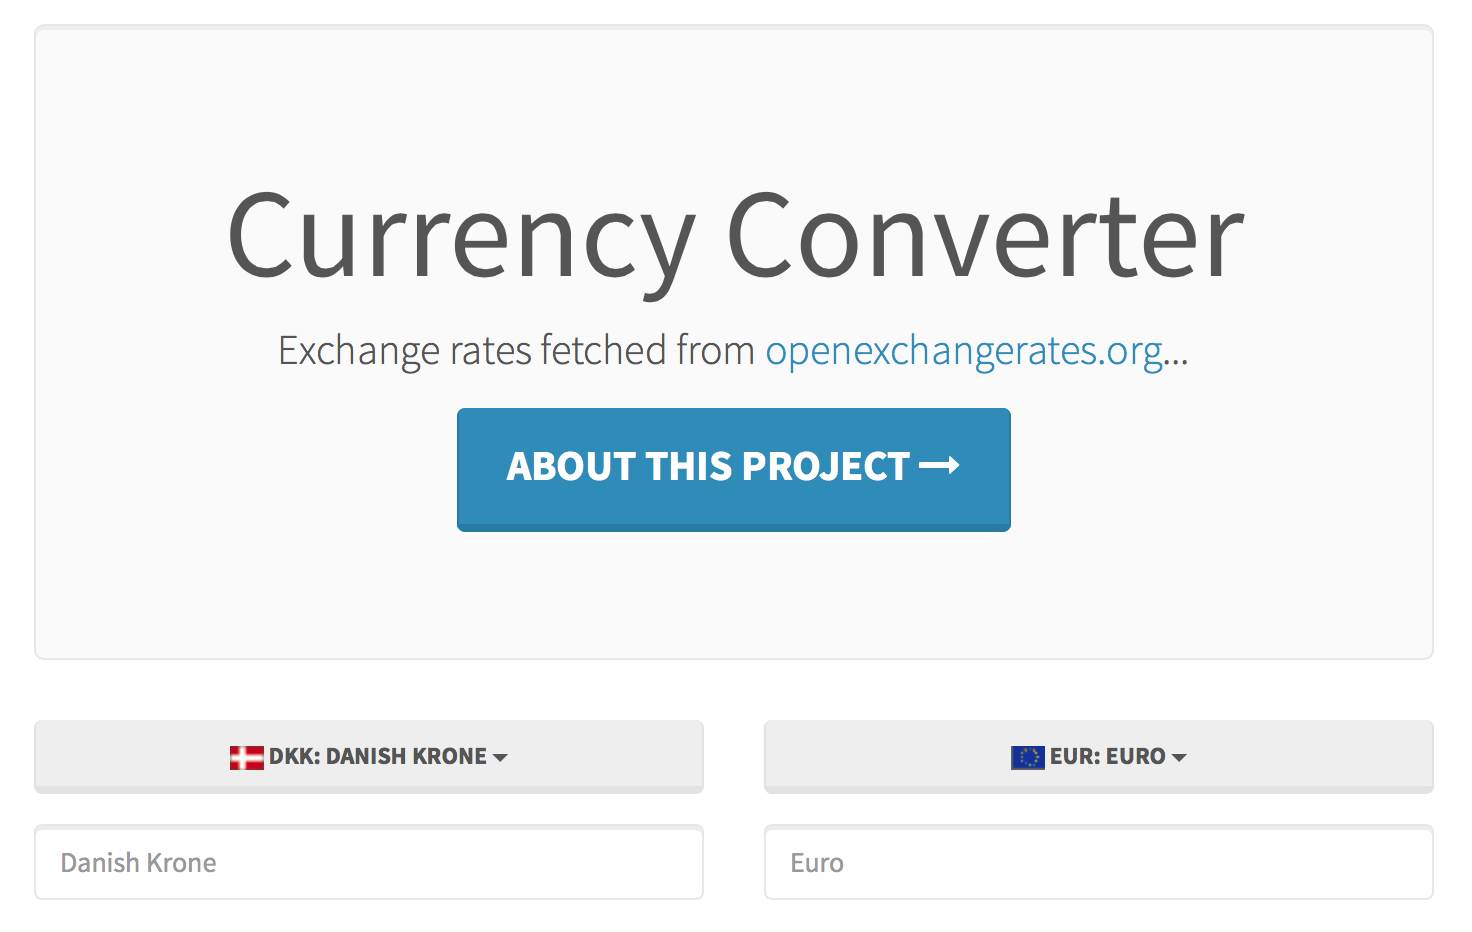 Currency Converter
Exchange rates fetched from openexchangerates.org...
ABOUT THIS PROJECT
DKK: DANISH KRONE
EUR: EURO
Danish Krone
Euro